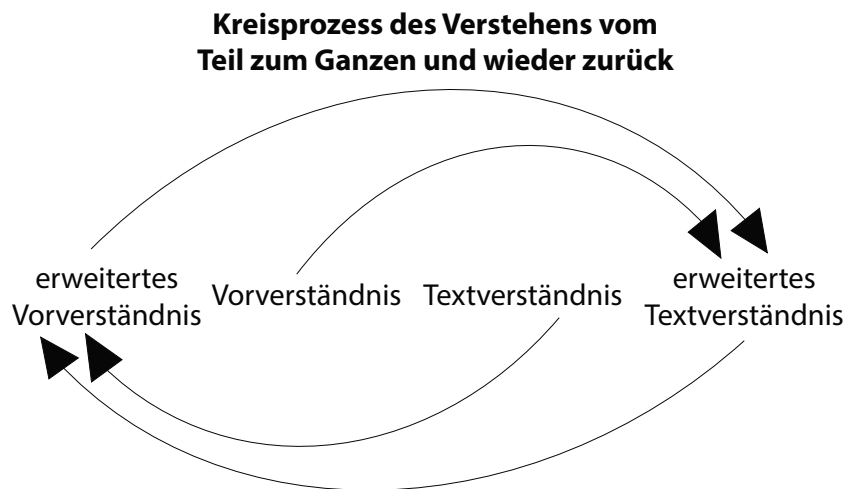 Kreisprozess des Verstehens vom
Teil zum Ganzen und wieder zurück
erweitertes
Vorverständnis
Vorverständnis
Textverständnis
erweitertes
Textverständnis